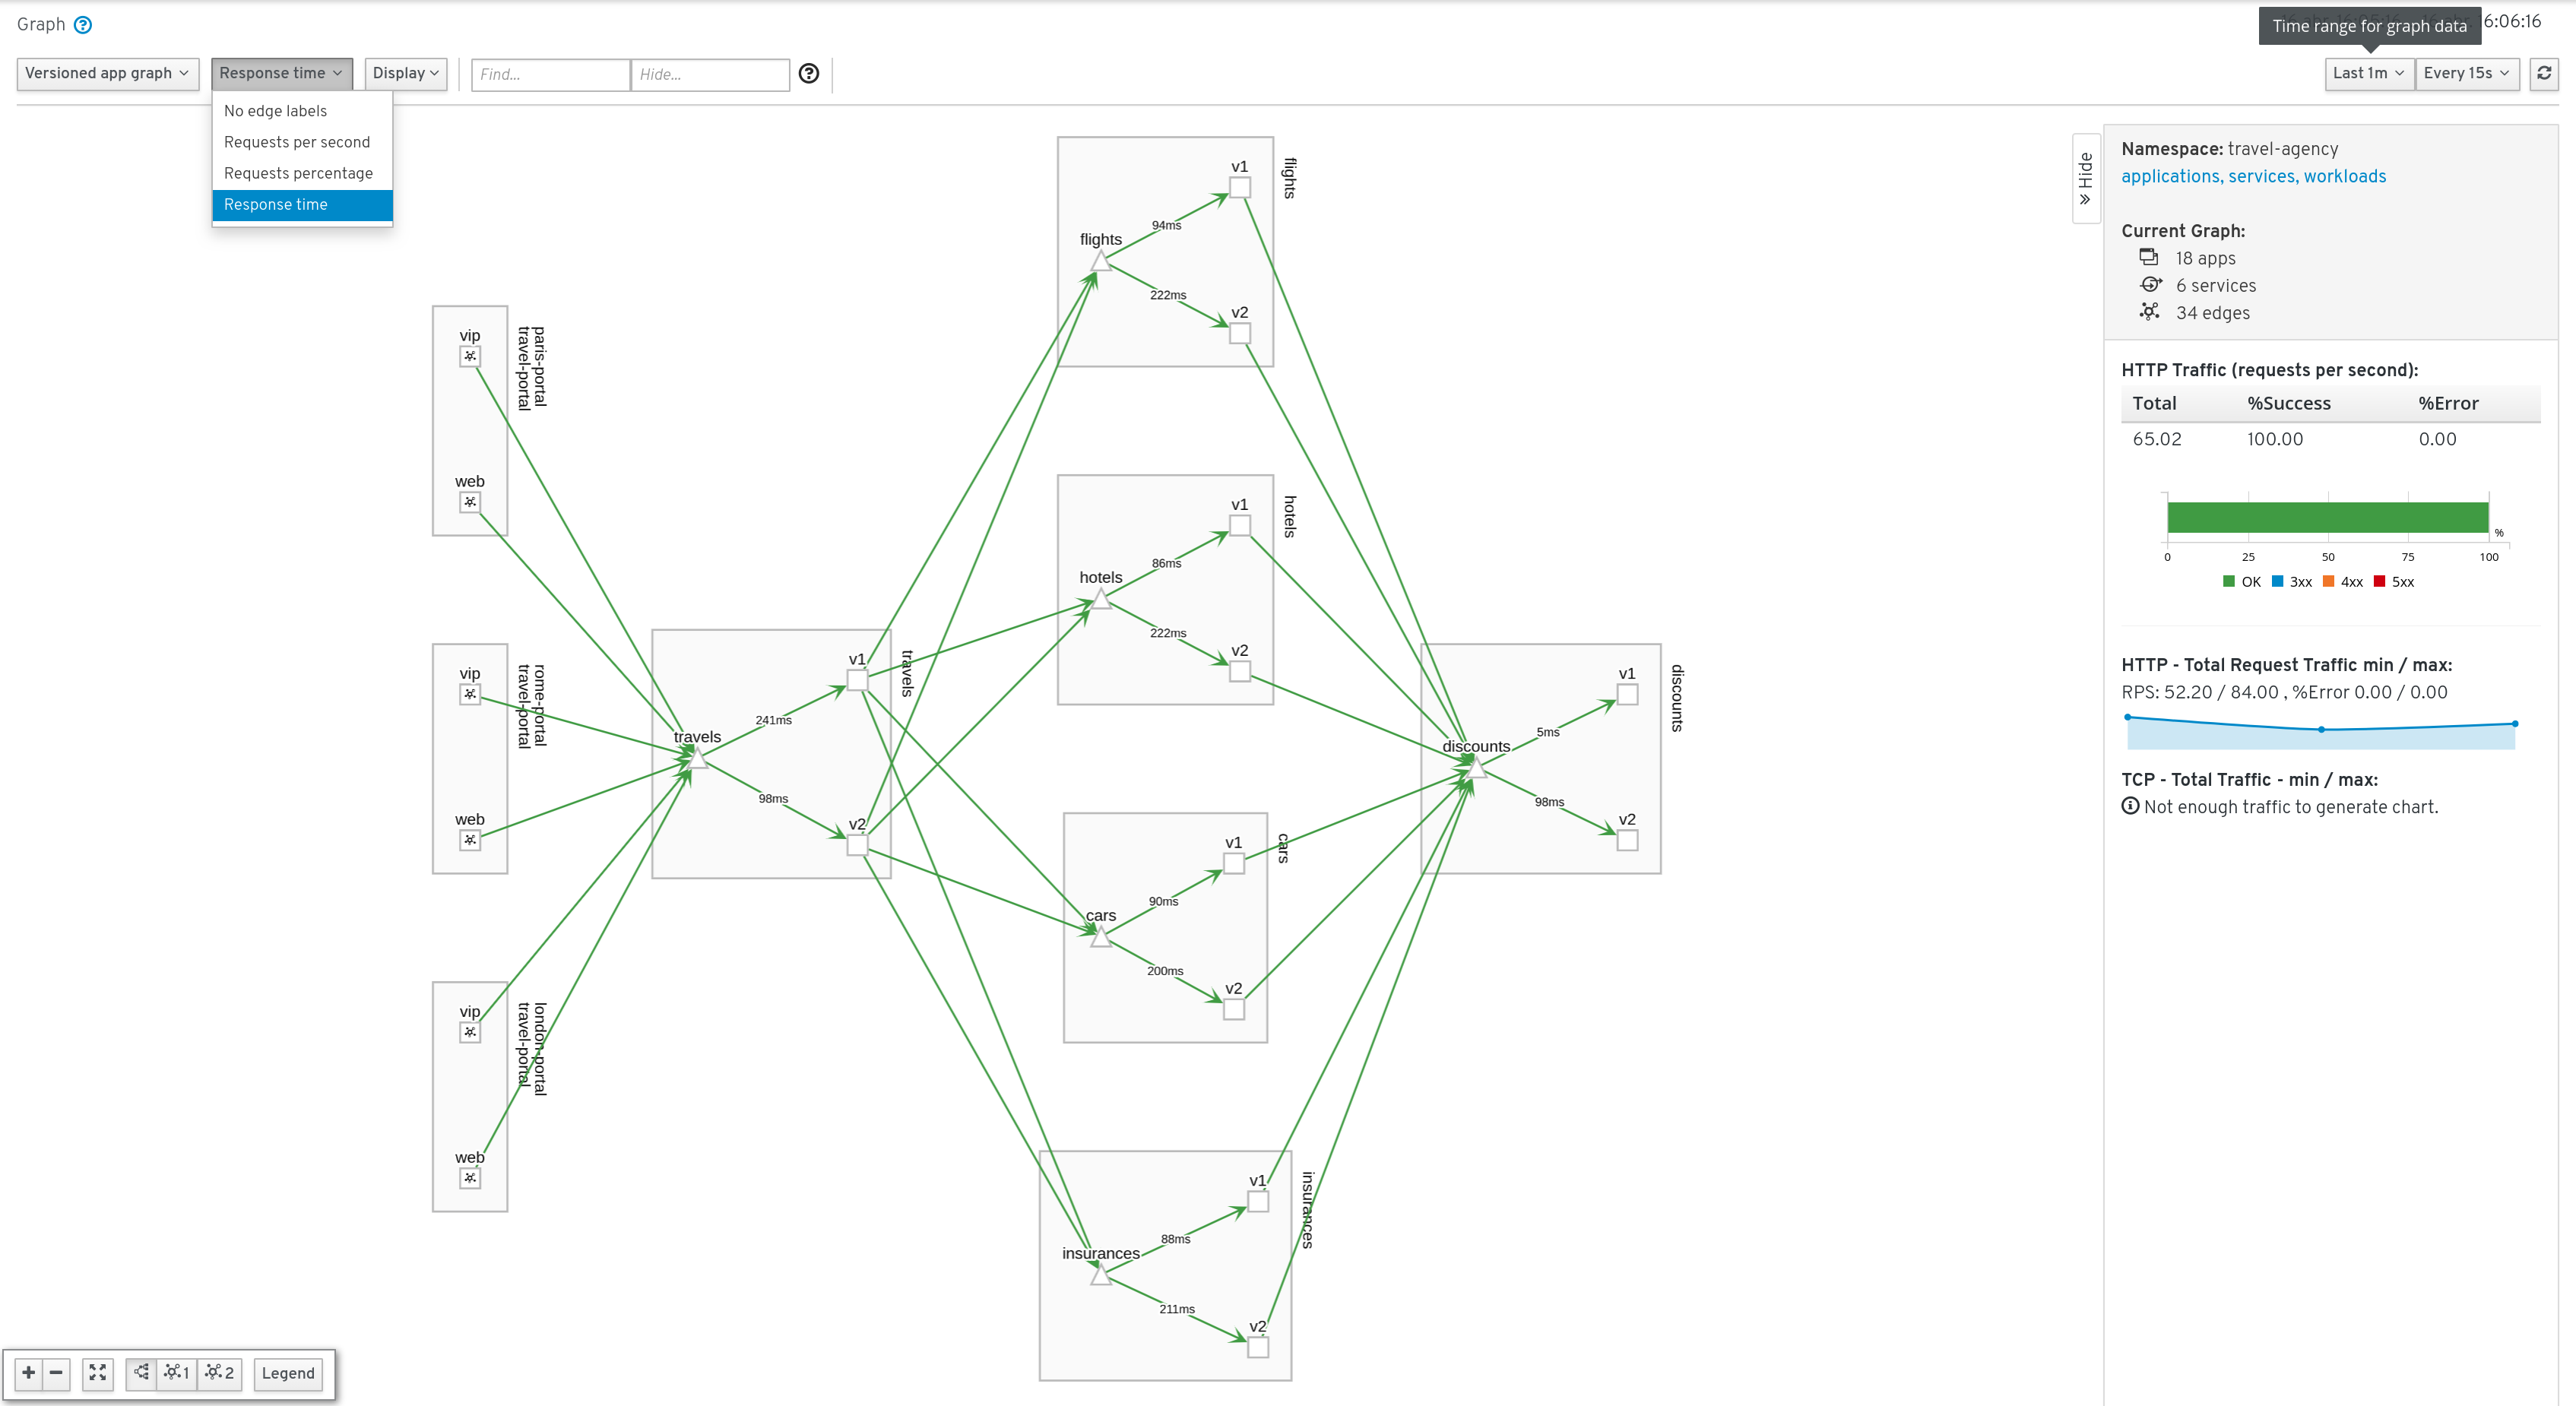 Graph
6:06:16
Time range for graph data
Versioned app graph
Response time
Display
Find...
Hide...
Last 1m
Every 15s
No edge labels
Requests per second
Requests percentage
Response time
Hide
Namespace: travel-agency
applications, services, workloads
Current Graph:
18 apps
6 services
34 edges
HTTP Traffic (requests per second):
Total %Success %Error
65.02 100.00 0.00
%
0 25 50 75 100
OK 3xx 4xx 5xx
HTTP - Total Request Traffic min / max:
RPS: 52.20 / 84.00 , %Error 0.00 / 0.00
TCP - Total Traffic - min / max:
Not enough traffic to generate chart.
vip
web
paris-portal
travel-portal
vip
web
rome-portal
travel-portal
vip
web
london-portal
travel-portal
travels
241ms
98ms
v1
v2
travels
flights
94ms
222ms
v1
v2
flights
hotels
86ms
222ms
v1
v2
hotels
cars
90ms
200ms
v1
v2
cars
insurances
88ms
211ms
v1
v2
insurances
discounts
5ms
98ms
v1
v2
discounts
1
2
Legend